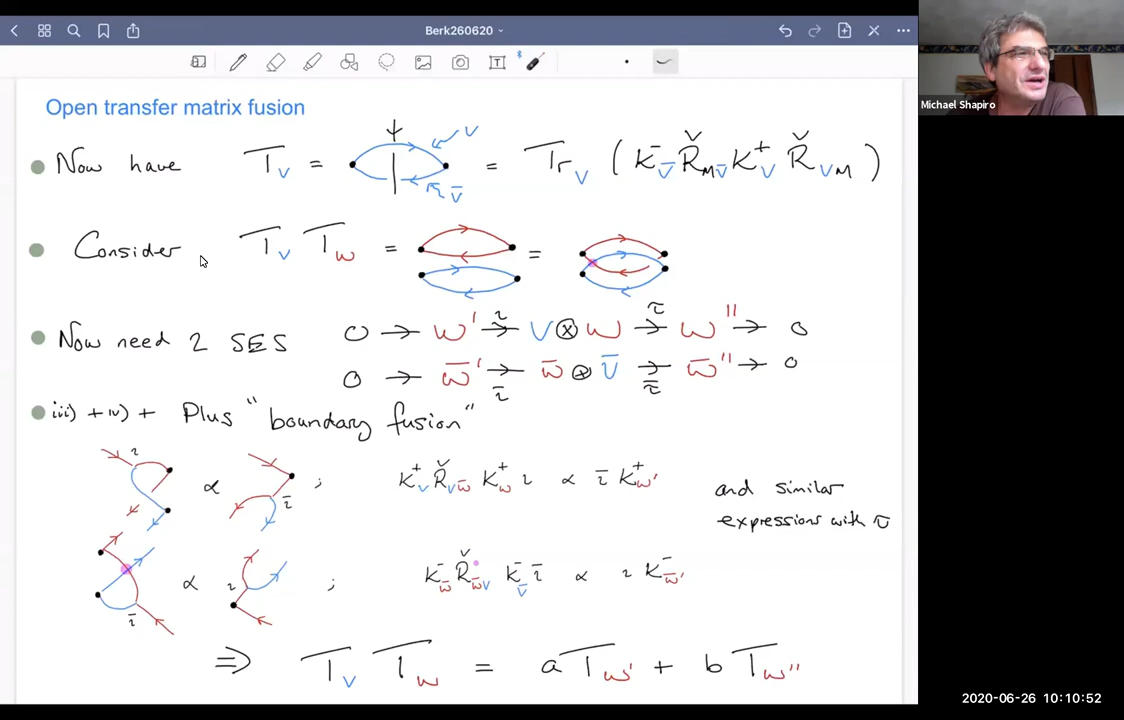 Berk260620
Michael Shapiro
Open transfer matrix fusion
Now have T_V = = Tr_V ( K⁻_V̄ Ř_MV̄ K⁺_V Ř_VM )
V
V̄
Consider T_V T_W = =
Now need 2 SES 0 → W' →ι V ⊗ W →τ W'' → 0
0 → W̄' →ῑ W̄ ⊗ V̄ →τ̄ W̄'' → 0
iii) + iv) + Plus "boundary fusion"
ι ∝ ῑ ; K⁺_V Ř_VW̄ K⁺_W ι ∝ ῑ K⁺_W' and similar
expressions with τ
ῑ ∝ ι ; K⁻_W̄ Ř_W̄V K⁻_V̄ ῑ ∝ ι K⁻_W̄'
⇒ T_V T_W = a T_W' + b T_W''
2020-06-26 10:10:52